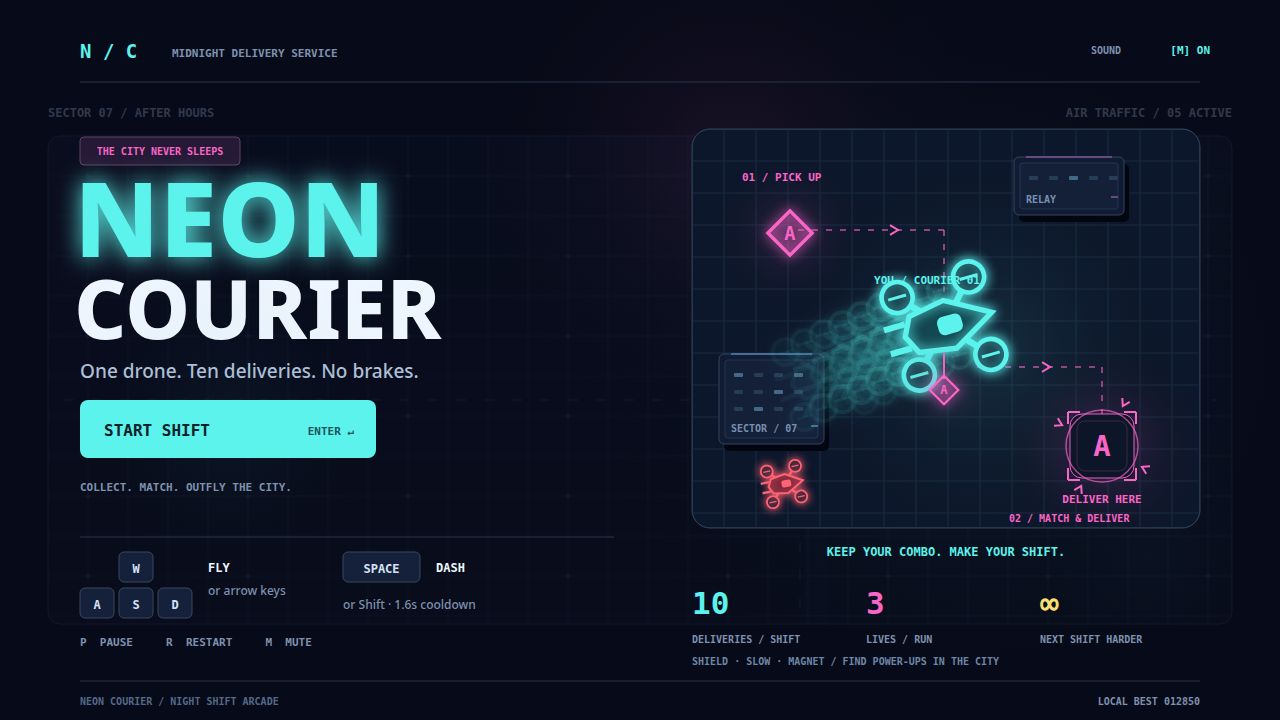 N / C MIDNIGHT DELIVERY SERVICE
SOUND [M] ON
SECTOR 07 / AFTER HOURS
AIR TRAFFIC / 05 ACTIVE
THE CITY NEVER SLEEPS
NEON
COURIER
One drone. Ten deliveries. No brakes.
START SHIFT ENTER ↵
COLLECT. MATCH. OUTFLY THE CITY.
W
A S D
FLY
or arrow keys
SPACE DASH
or Shift · 1.6s cooldown
P PAUSE R RESTART M MUTE
01 / PICK UP
A
RELAY
YOU / COURIER 01
A
SECTOR / 07
A
DELIVER HERE
02 / MATCH & DELIVER
KEEP YOUR COMBO. MAKE YOUR SHIFT.
10 3 ∞
DELIVERIES / SHIFT LIVES / RUN NEXT SHIFT HARDER
SHIELD · SLOW · MAGNET / FIND POWER-UPS IN THE CITY
NEON COURIER / NIGHT SHIFT ARCADE
LOCAL BEST 012850